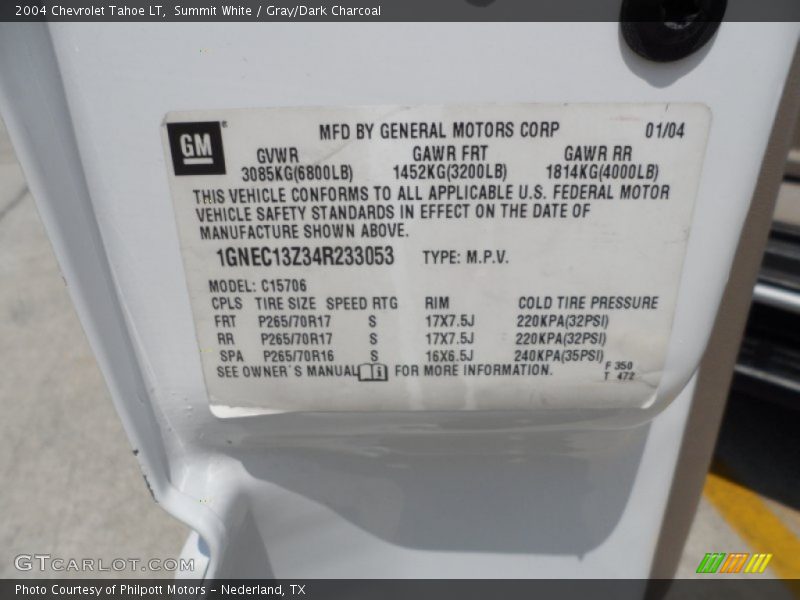 2004 Chevrolet Tahoe LT, Summit White / Gray/Dark Charcoal
GM®
MFD BY GENERAL MOTORS CORP 01/04
GVWR GAWR FRT GAWR RR
3085KG(6800LB) 1452KG(3200LB) 1814KG(4000LB)
THIS VEHICLE CONFORMS TO ALL APPLICABLE U.S. FEDERAL MOTOR
VEHICLE SAFETY STANDARDS IN EFFECT ON THE DATE OF
MANUFACTURE SHOWN ABOVE.
1GNEC13Z34R233053 TYPE: M.P.V.
MODEL: C15706
CPLS TIRE SIZE SPEED RTG RIM COLD TIRE PRESSURE
FRT P265/70R17 S 17X7.5J 220KPA(32PSI)
RR P265/70R17 S 17X7.5J 220KPA(32PSI)
SPA P265/70R16 S 16X6.5J 240KPA(35PSI)
SEE OWNER'S MANUAL FOR MORE INFORMATION.
F 350
T 472
GTCARLOT.COM
Photo Courtesy of Philpott Motors - Nederland, TX